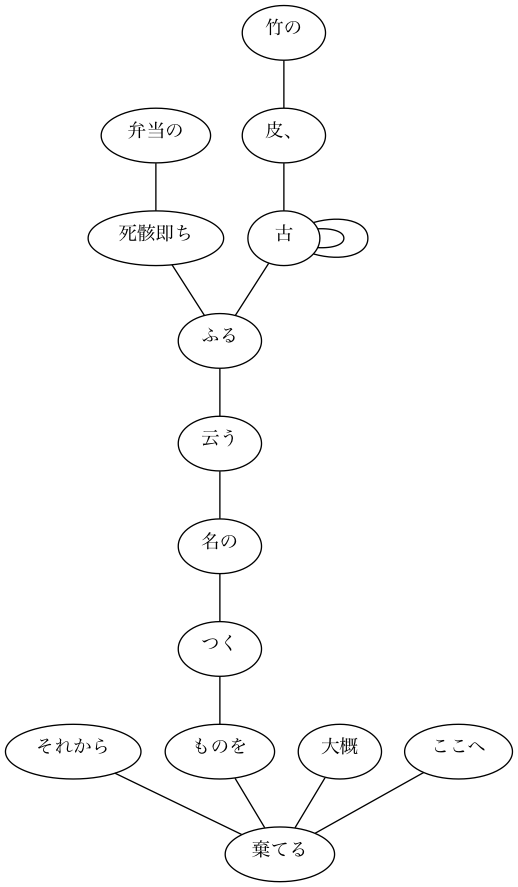 竹の
弁当の
皮、
死骸即ち
古
ふる
云う
名の
つく
それから
ものを
大概
ここへ
棄てる